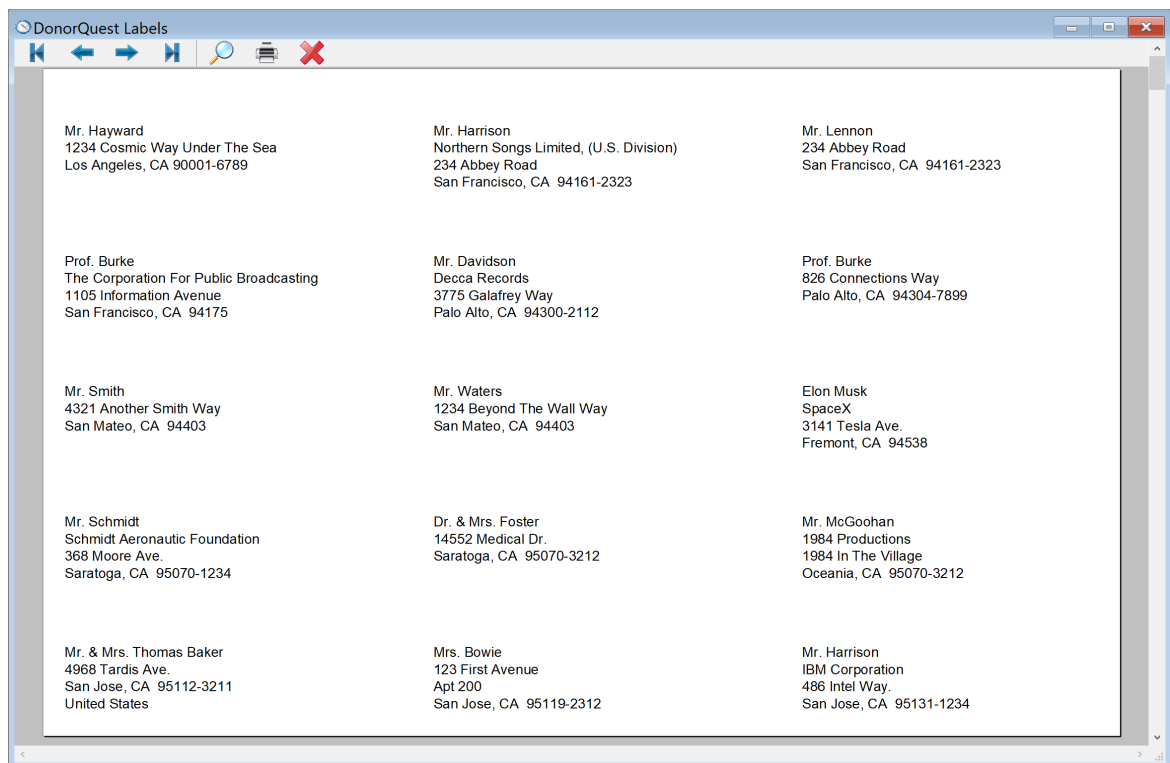 DonorQuest Labels
Mr. Hayward
1234 Cosmic Way Under The Sea
Los Angeles, CA 90001-6789
Mr. Harrison
Northern Songs Limited, (U.S. Division)
234 Abbey Road
San Francisco, CA  94161-2323
Mr. Lennon
234 Abbey Road
San Francisco, CA  94161-2323
Prof. Burke
The Corporation For Public Broadcasting
1105 Information Avenue
San Francisco, CA  94175
Mr. Davidson
Decca Records
3775 Galafrey Way
Palo Alto, CA  94300-2112
Prof. Burke
826 Connections Way
Palo Alto, CA  94304-7899
Mr. Smith
4321 Another Smith Way
San Mateo, CA  94403
Mr. Waters
1234 Beyond The Wall Way
San Mateo, CA  94403
Elon Musk
SpaceX
3141 Tesla Ave.
Fremont, CA  94538
Mr. Schmidt
Schmidt Aeronautic Foundation
368 Moore Ave.
Saratoga, CA  95070-1234
Dr. & Mrs. Foster
14552 Medical Dr.
Saratoga, CA  95070-3212
Mr. McGoohan
1984 Productions
1984 In The Village
Oceania, CA  95070-3212
Mr. & Mrs. Thomas Baker
4968 Tardis Ave.
San Jose, CA  95112-3211
United States
Mrs. Bowie
123 First Avenue
Apt 200
San Jose, CA  95119-2312
Mr. Harrison
IBM Corporation
486 Intel Way.
San Jose, CA  95131-1234